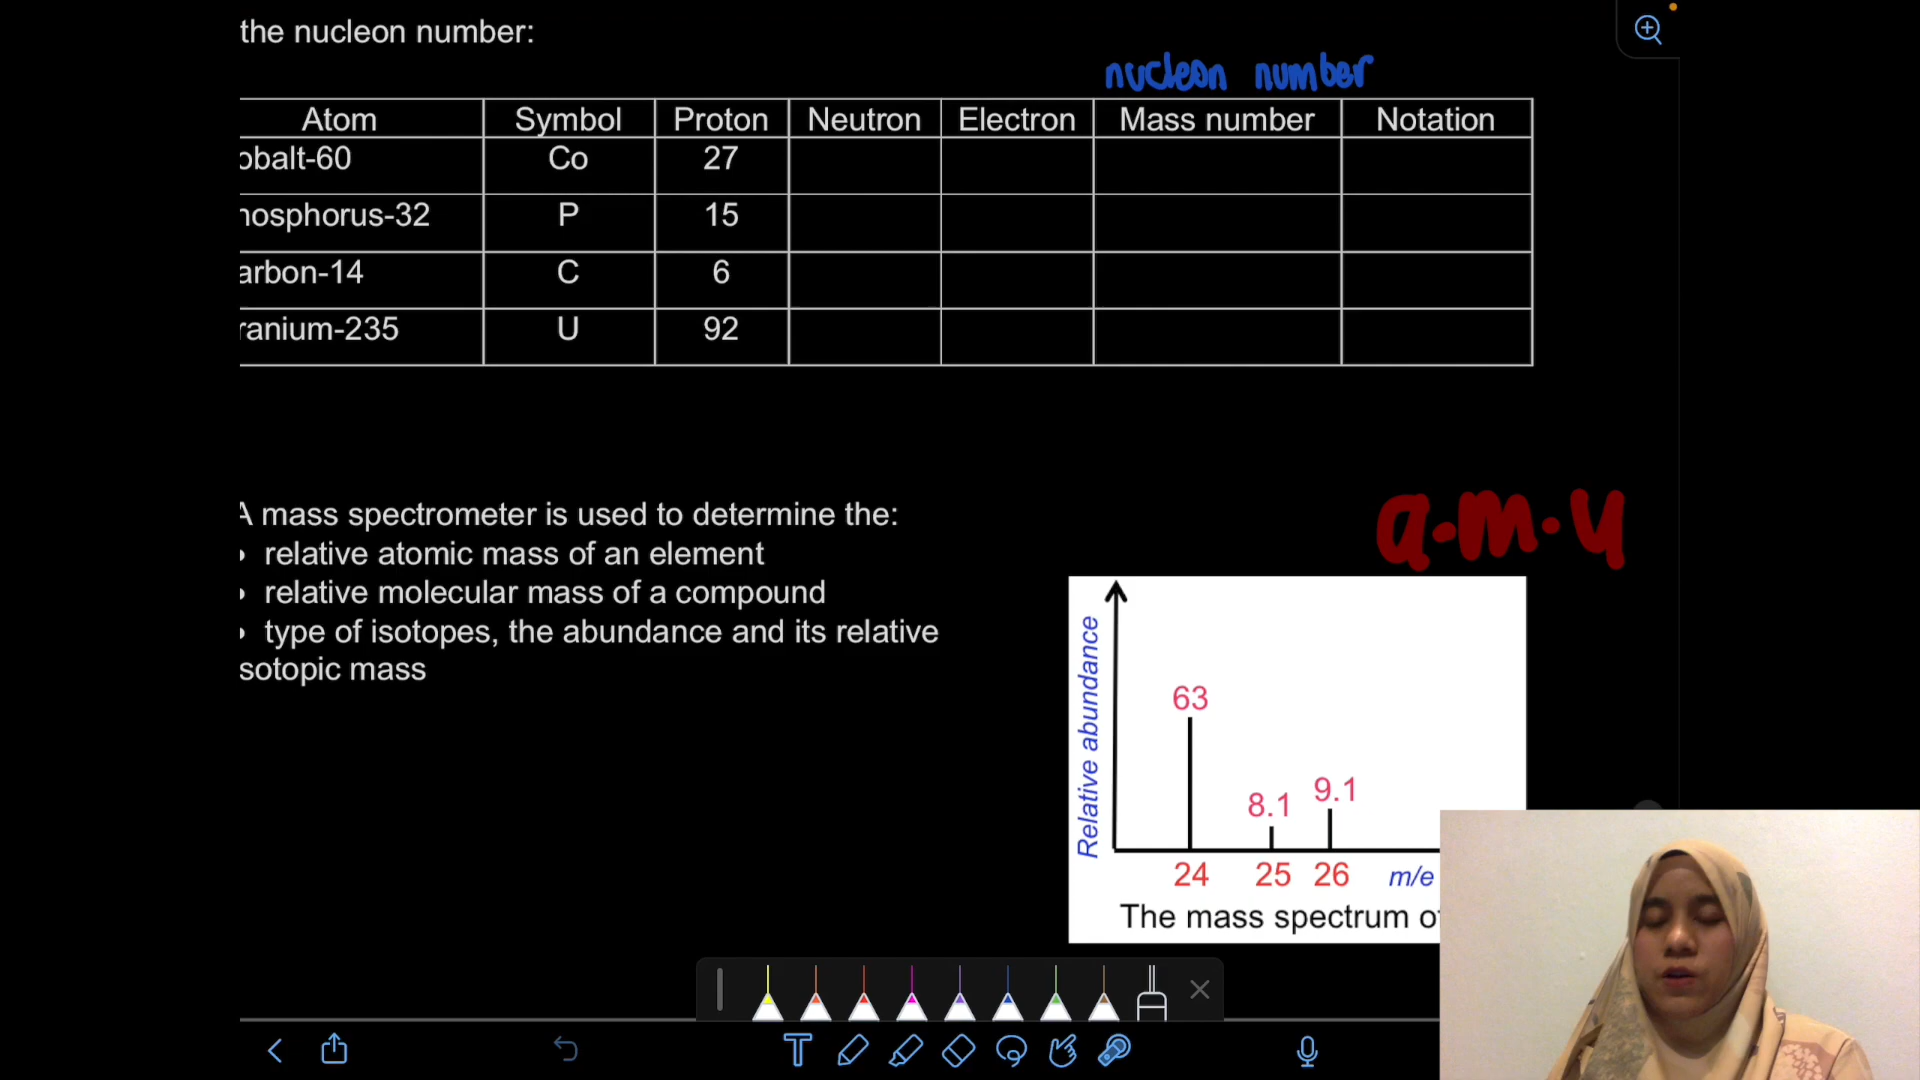 the nucleon number:
nucleon number
Atom Symbol Proton Neutron Electron Mass number Notation
obalt-60 Co 27
hosphorus-32 P 15
arbon-14 C 6
ranium-235 U 92
A mass spectrometer is used to determine the:
relative atomic mass of an element
relative molecular mass of a compound
type of isotopes, the abundance and its relative
sotopic mass
a.m.u
Relative abundance
63
8.1 9.1
24 25 26 m/e
The mass spectrum of
T